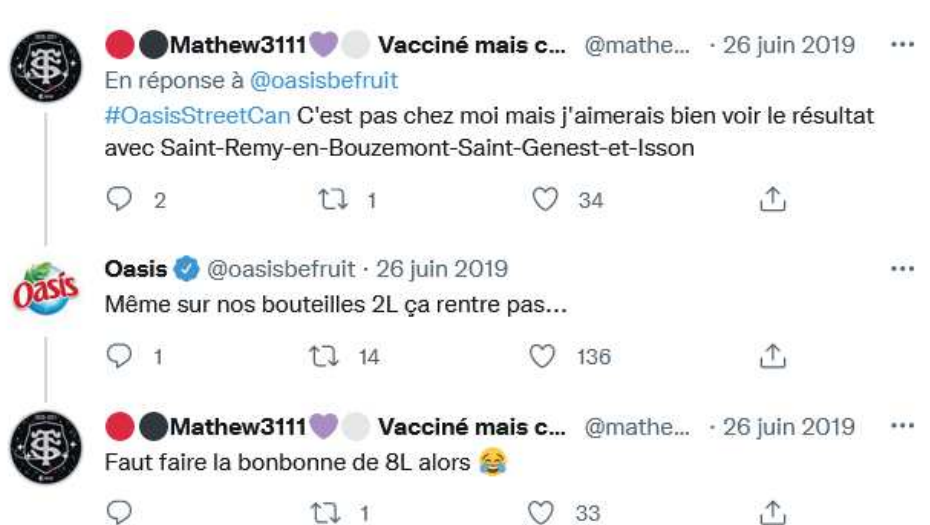 🔴⚫Mathew3111💜⚪ Vacciné mais c... @mathe... · 26 juin 2019 ...
En réponse à @oasisbefruit
#OasisStreetCan C'est pas chez moi mais j'aimerais bien voir le résultat
avec Saint-Remy-en-Bouzemont-Saint-Genest-et-Isson
2 1 34
Oasis
Oasis @oasisbefruit · 26 juin 2019 ...
Même sur nos bouteilles 2L ça rentre pas...
1 14 136
🔴⚫Mathew3111💜⚪ Vacciné mais c... @mathe... · 26 juin 2019 ...
Faut faire la bonbonne de 8L alors 😂
1 33